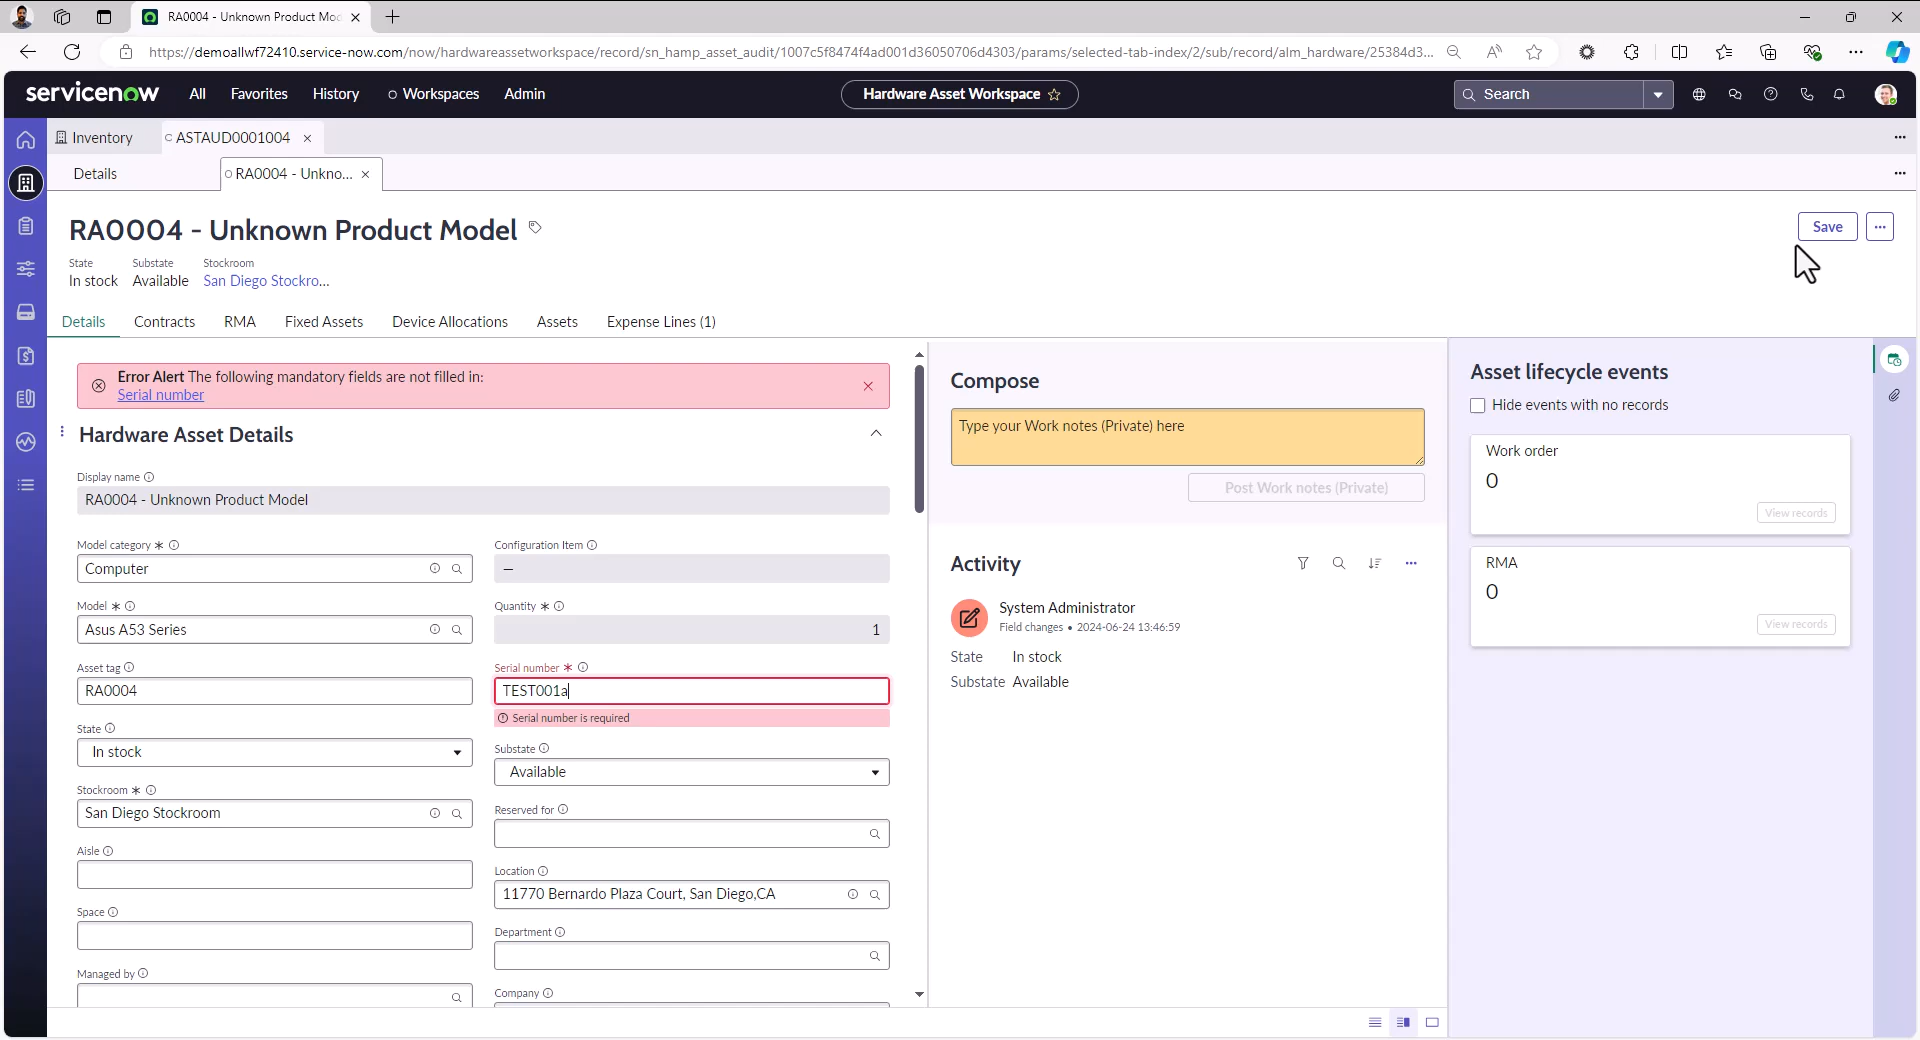 RA0004 - Unknown Product Moc
https://demoallwf72410.service-now.com/now/hardwareassetworkspace/record/sn_hamp_asset_audit/1007c5f8474f4ad001d36050706d4303/params/selected-tab-index/2/sub/record/alm_hardware/25384d3...
servicenow All Favorites History Workspaces Admin
Hardware Asset Workspace
Search
Inventory ASTAUD0001004
Details RA0004 - Unkno...
RA0004 - Unknown Product Model
Save
State Substate Stockroom
In stock Available San Diego Stockro...
Details Contracts RMA Fixed Assets Device Allocations Assets Expense Lines (1)
Error Alert The following mandatory fields are not filled in:
Serial number
Hardware Asset Details
Display name
RA0004 - Unknown Product Model
Model category *
Computer
Configuration Item
—
Model *
Asus A53 Series
Quantity *
1
Asset tag
RA0004
Serial number *
TEST001a
Serial number is required
State
In stock
Substate
Available
Stockroom *
San Diego Stockroom
Reserved for
Aisle
Location
11770 Bernardo Plaza Court, San Diego,CA
Space
Department
Managed by
Company
Compose
Type your Work notes (Private) here
Post Work notes (Private)
Activity
System Administrator
Field changes • 2024-06-24 13:46:59
State In stock
Substate Available
Asset lifecycle events
Hide events with no records
Work order
0
View records
RMA
0
View records